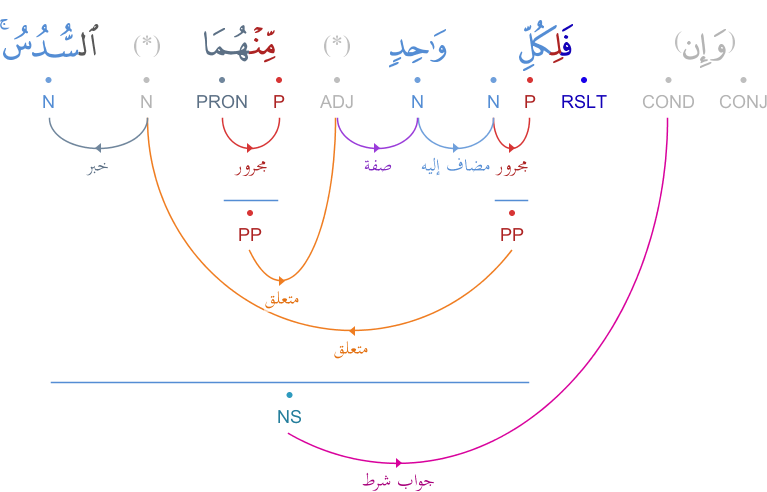 (وَإِن) فَلِكُلِّ وَٰحِدٍ (*) مِّنْهُمَا (*) ٱلسُّدُسُ ۚ
CONJ COND RSLT P N N ADJ P PRON N N
مجرور مضاف إليه صفة مجرور خبر
PP PP
متعلق
متعلق
NS
جواب شرط